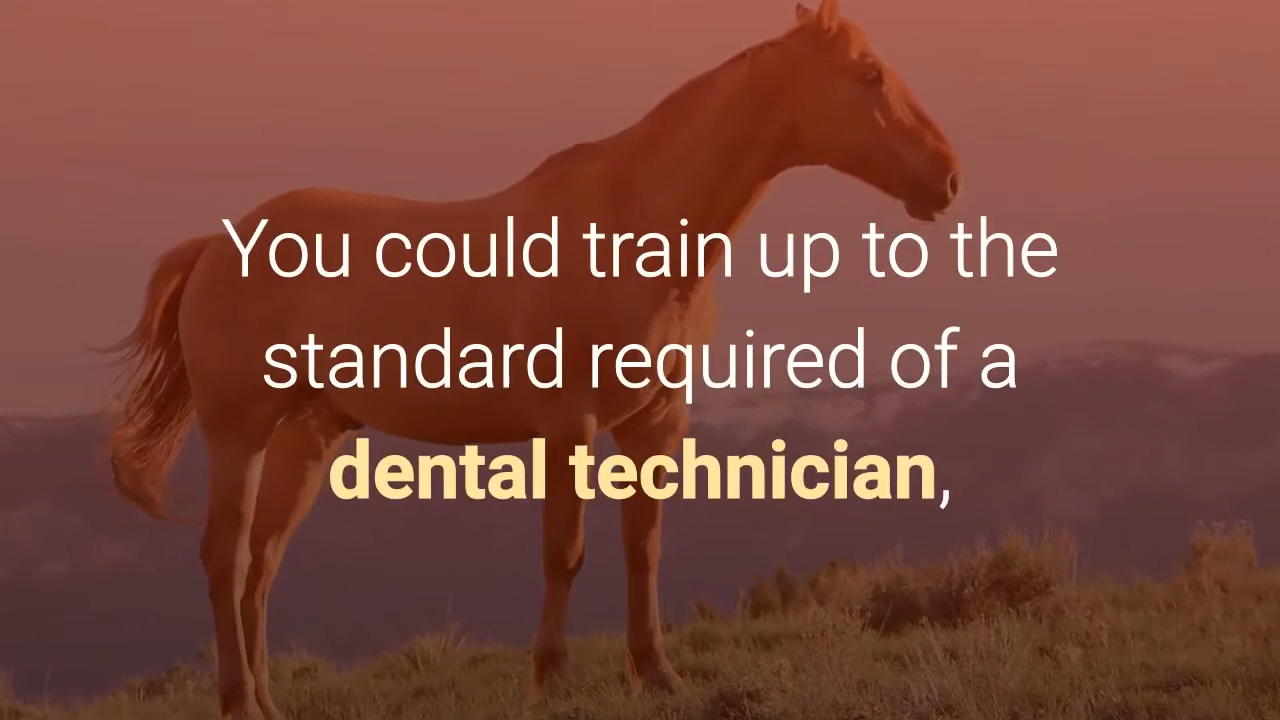 You could train up to the
standard required of a
dental technician,